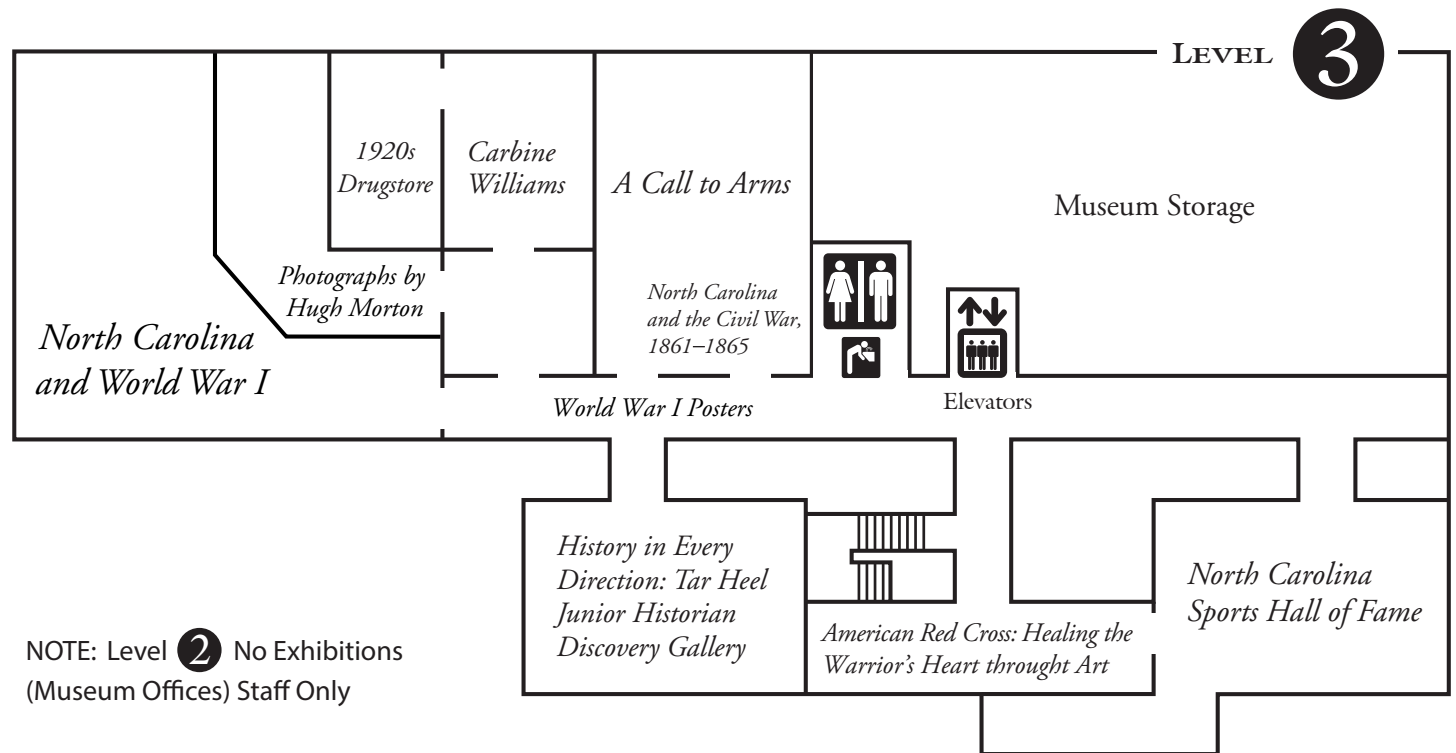 LEVEL 3
1920s
Drugstore
Carbine
Williams
A Call to Arms
Museum Storage
Photographs by
Hugh Morton
North Carolina
and the Civil War,
1861–1865
North Carolina
and World War I
World War I Posters
Elevators
History in Every
Direction: Tar Heel
Junior Historian
Discovery Gallery
North Carolina
Sports Hall of Fame
American Red Cross: Healing the
Warrior's Heart throught Art
NOTE: Level 2 No Exhibitions
(Museum Offices) Staff Only